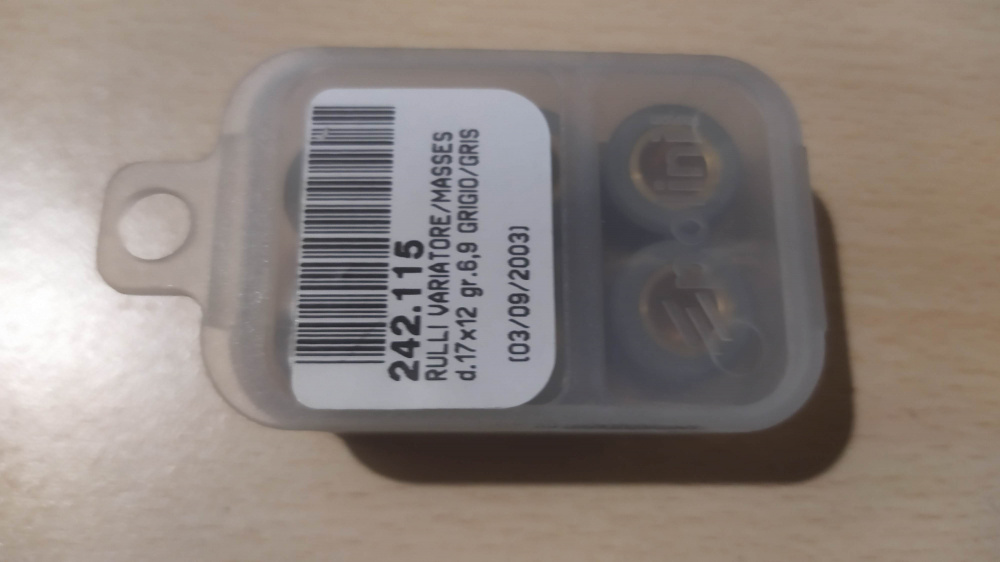 242.115
RULLI VARIATORE/MASSES
d.17x12 gr.6,9 GRIGIO/GRIS
(03/09/2003)